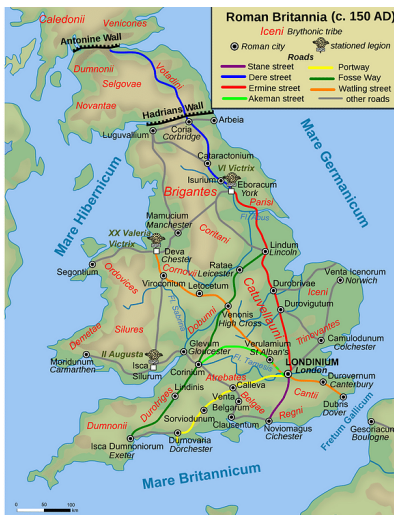 Roman Britannia (c. 150 AD)
Iceni Brythonic tribe
Roman city
stationed legion
Roads
Stane street
Portway
Dere street
Fosse Way
Ermine street
Watling street
Akeman street
other roads
Caledonii
Venicones
Antonine Wall
Dumnonii
Votadini
Selgovae
Novantae
Hadrians Wall
Luguvallium
Coria
Corbridge
Arbeia
Mare Germanicum
Mare Hibernicum
Cataractonium
VI Victrix
Isurium
Eboracum
York
Brigantes
Parisi
Mamucium
Manchester
Coritani
XX Valeria
Victrix
Deva
Chester
Lindum
Lincoln
Segontium
Ordovices
Cornovii
Ratae
Leicester
Durobrivae
Venta Icenorum
Norwich
Viroconium
Letocetum
Iceni
Catuvellauni
Durovigutum
Fl. Sabrina
Dobunni
Venonis
High Cross
Trinovantes
Demetae
Silures
Verulamium
St Alban's
Camulodunum
Colchester
Moridunum
Carmarthen
II Augusta
Glevum
Gloucester
Isca
Silurum
Corinium
Fl. Tamesis
LONDINIUM
London
Atrebates
Calleva
Durovernum
Canterbury
Lindinis
Durotriges
Venta
Belgarum
Belgae
Cantii
Dubris
Dover
Dumnonii
Sorviodunum
Clausentum
Regni
Noviomagus
Cichester
Fretum Gallicum
Gesoriacum
Boulogne
Isca Dumnoniorum
Exeter
Durnovaria
Dorchester
Mare Britannicum
0 50 100
km